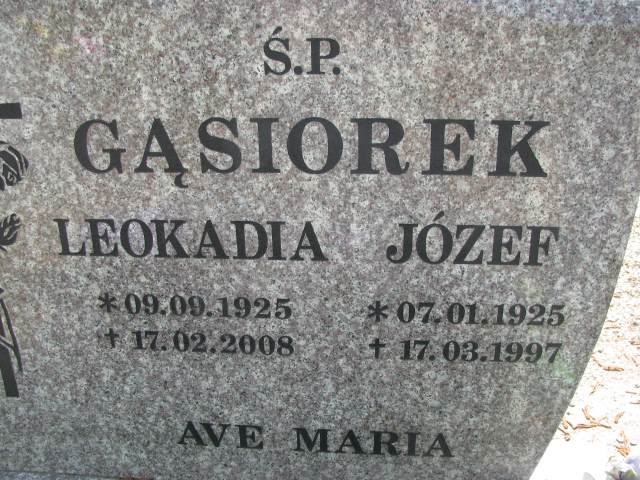 Ś.P.
GĄSIOREK
LEOKADIA JÓZEF
*09.09.1925 *07.01.1925
†17.02.2008 †17.03.1997
AVE MARIA